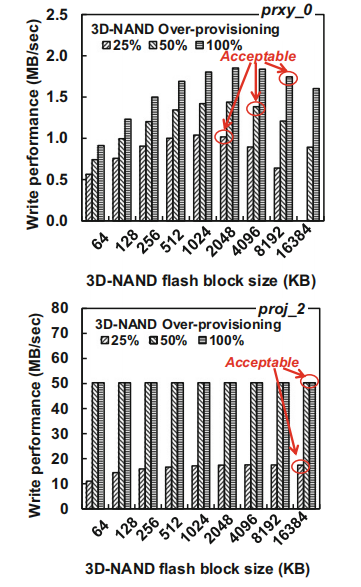 prxy_0
3D-NAND Over-provisioning
25% 50% 100%
Acceptable
Write performance (MB/sec)
2.5
2.0
1.5
1.0
0.5
0.0
64 128 256 512 1024 2048 4096 8192 16384
3D-NAND flash block size (KB)
proj_2
3D-NAND Over-provisioning
25% 50% 100%
Acceptable
Write performance (MB/sec)
80
70
60
50
40
30
20
10
0
64 128 256 512 1024 2048 4096 8192 16384
3D-NAND flash block size (KB)